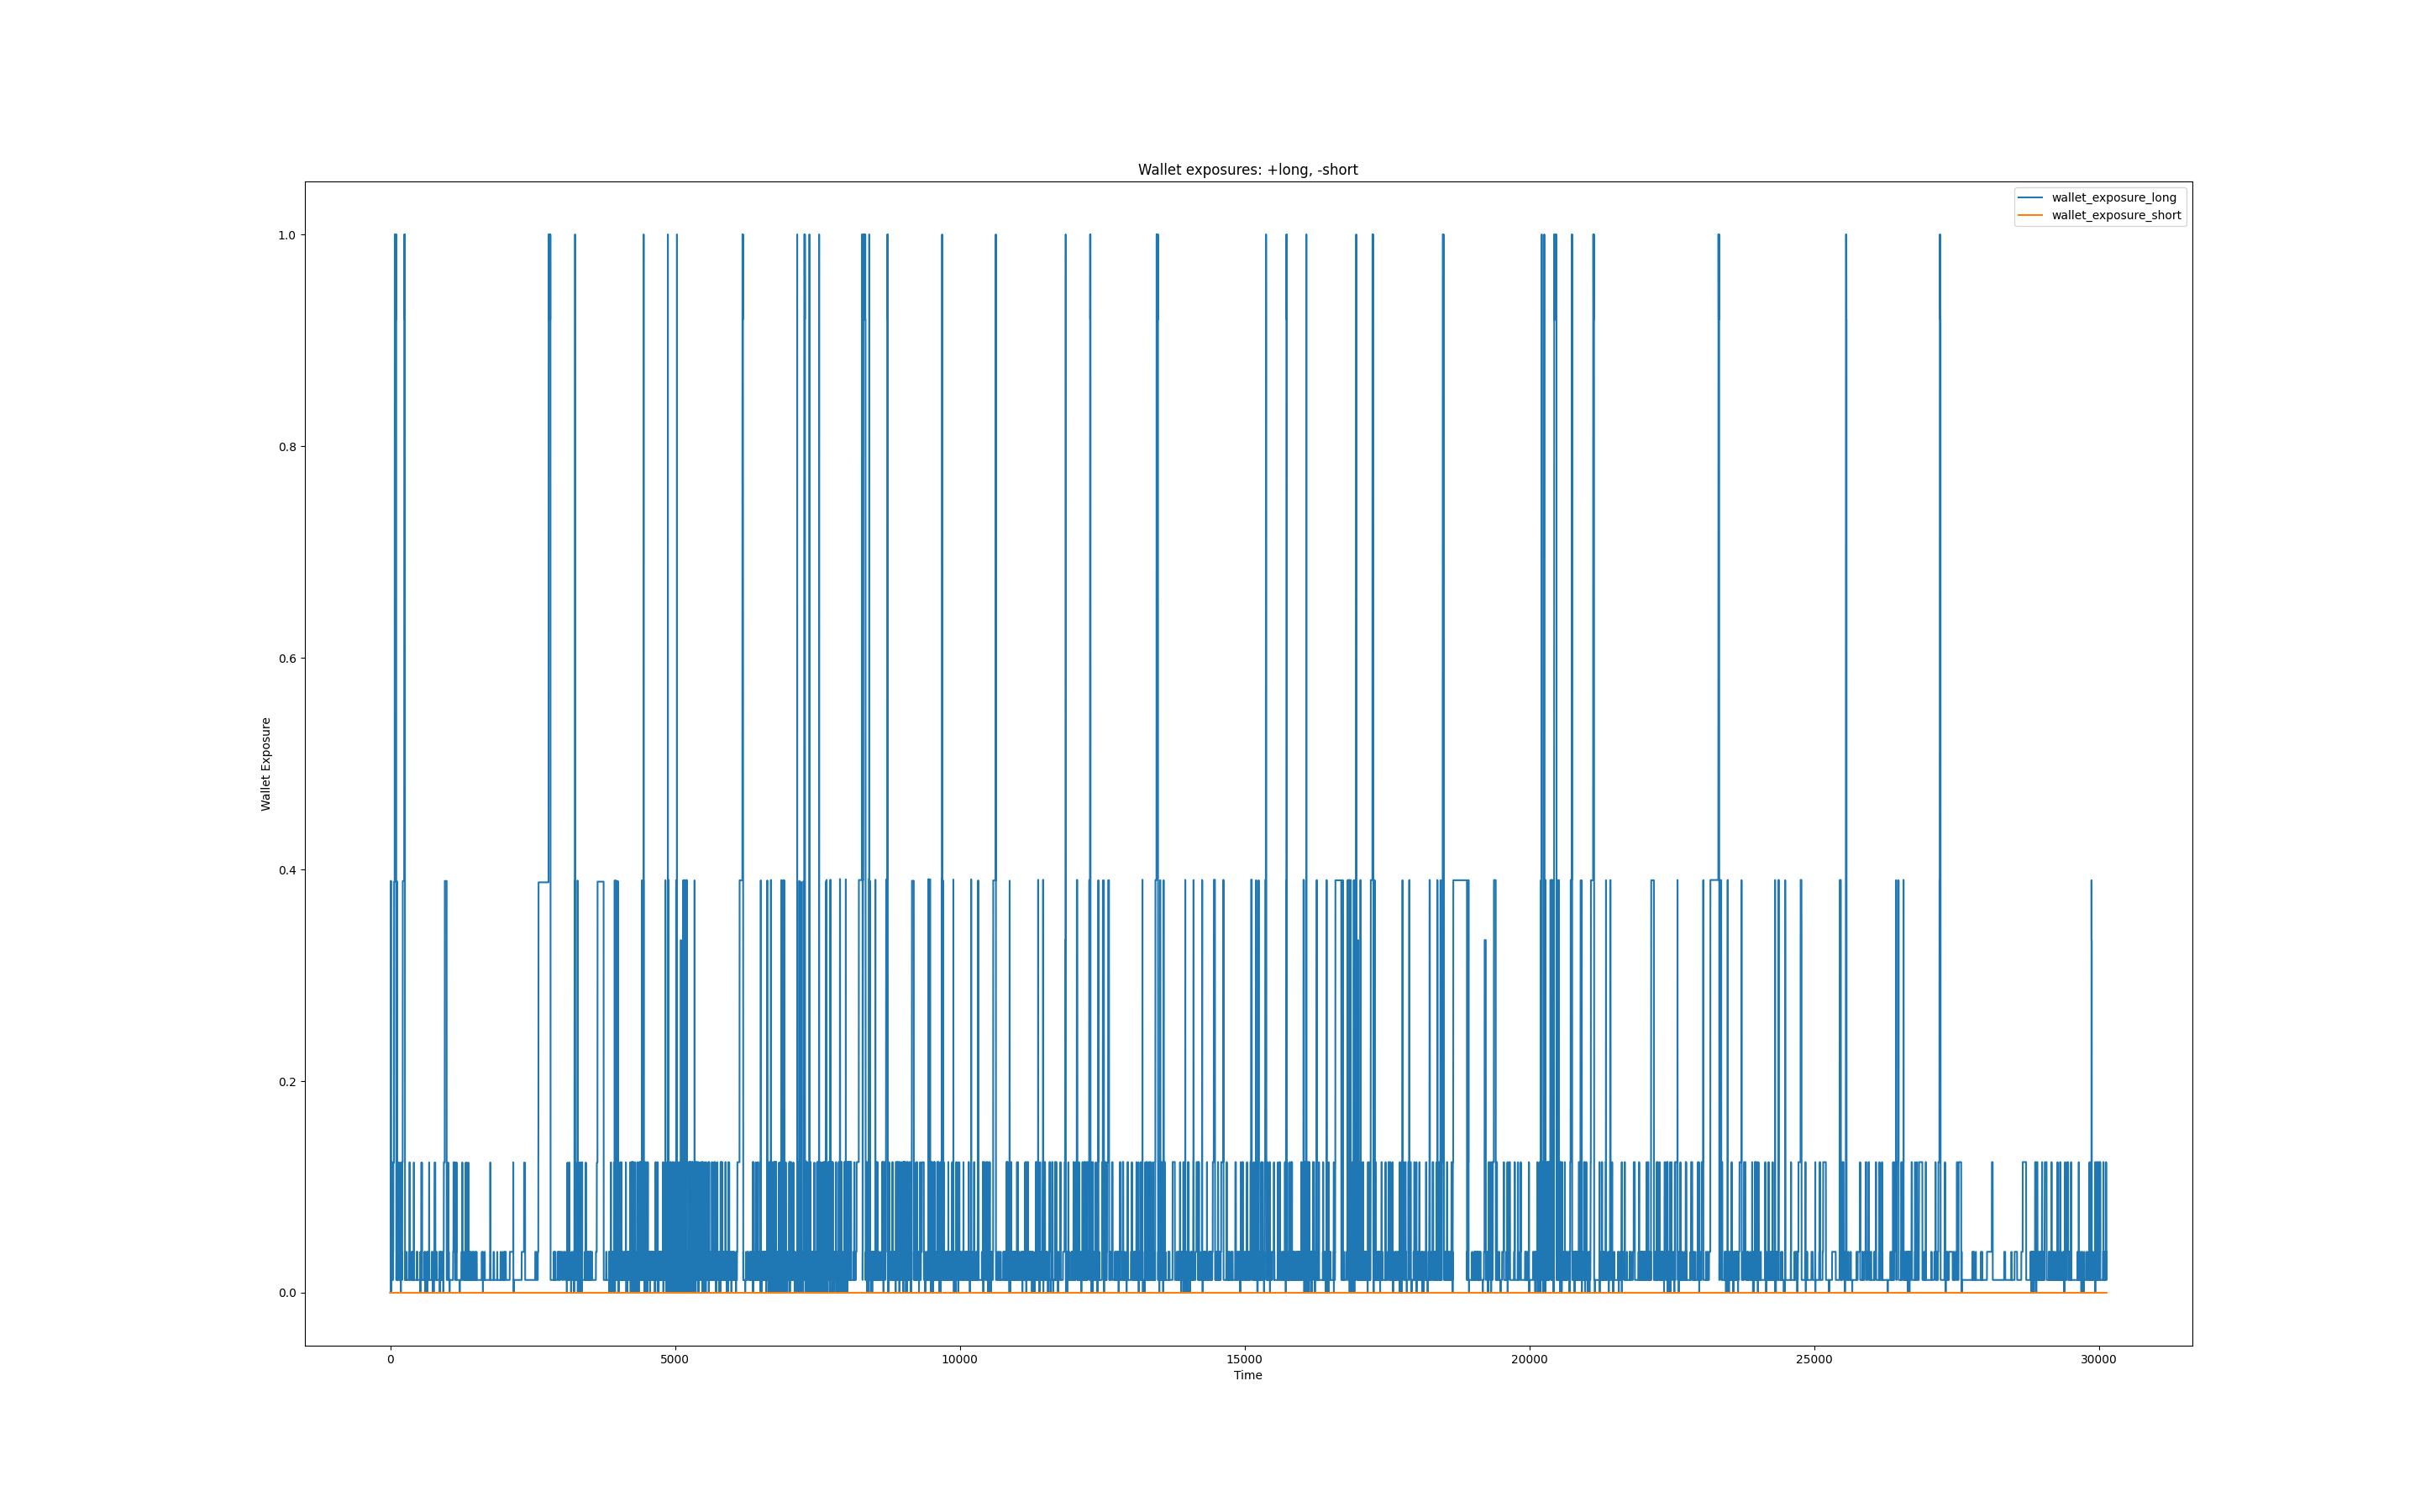 Wallet exposures: +long, -short
wallet_exposure_long
wallet_exposure_short
1.0
0.8
0.6
0.4
0.2
0.0
Wallet Exposure
0 5000 10000 15000 20000 25000 30000
Time